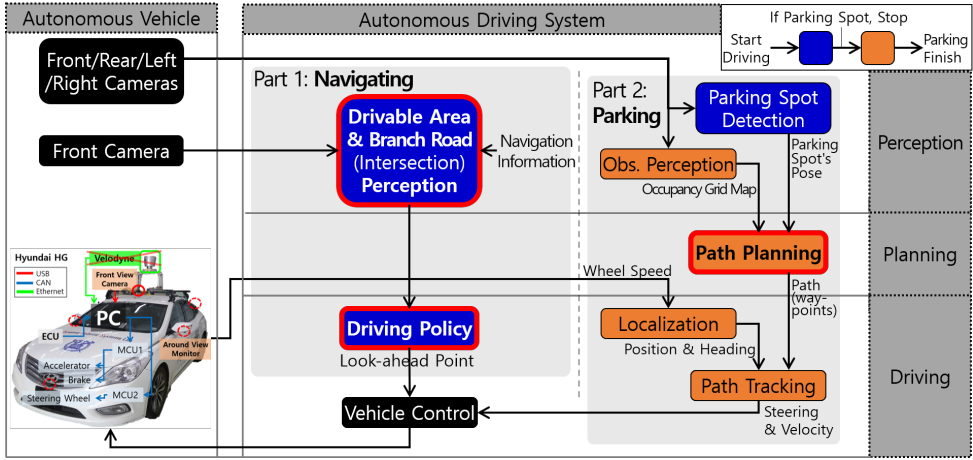 Autonomous Vehicle
Autonomous Driving System
If Parking Spot, Stop
Start
Driving
Parking
Finish
Front/Rear/Left
/Right Cameras
Front Camera
Part 1: Navigating
Drivable Area
& Branch Road
(Intersection)
Perception
Navigation
Information
Part 2:
Parking
Parking Spot
Detection
Parking
Spot's
Pose
Obs. Perception
Occupancy Grid Map
Perception
Path Planning
Planning
Wheel Speed
Path
(way-
points)
Driving Policy
Look-ahead Point
Localization
Position & Heading
Path Tracking
Driving
Vehicle Control
Steering
& Velocity
Hyundai HG
USB
CAN
Ethernet
Velodyne
Front View
Camera
PC
ECU
MCU1
Around View
Monitor
Accelerator
Brake
Steering Wheel
MCU2